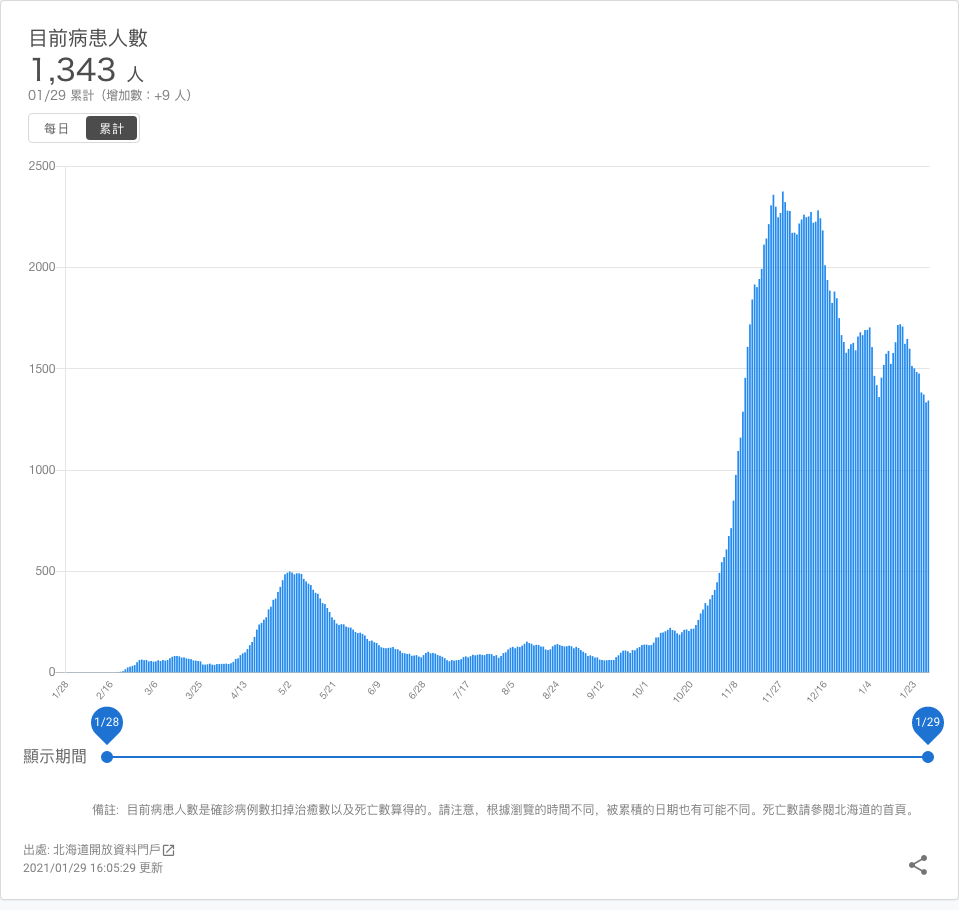 目前病患人數
1,343 人
01/29 累計（增加數：+9 人）
每日 累計
2500
2000
1500
1000
500
0
1/28 2/16 3/6 3/25 4/13 5/2 5/21 6/9 6/28 7/17 8/5 8/24 9/12 10/1 10/20 11/8 11/27 12/16 1/4 1/23
1/28 1/29
顯示期間
備註: 目前病患人數是確診病例數扣掉治癒數以及死亡數算得的。請注意，根據瀏覽的時間不同，被累積的日期也有可能不同。死亡數請參閱北海道的首頁。
出處: 北海道開放資料門戶
2021/01/29 16:05:29 更新